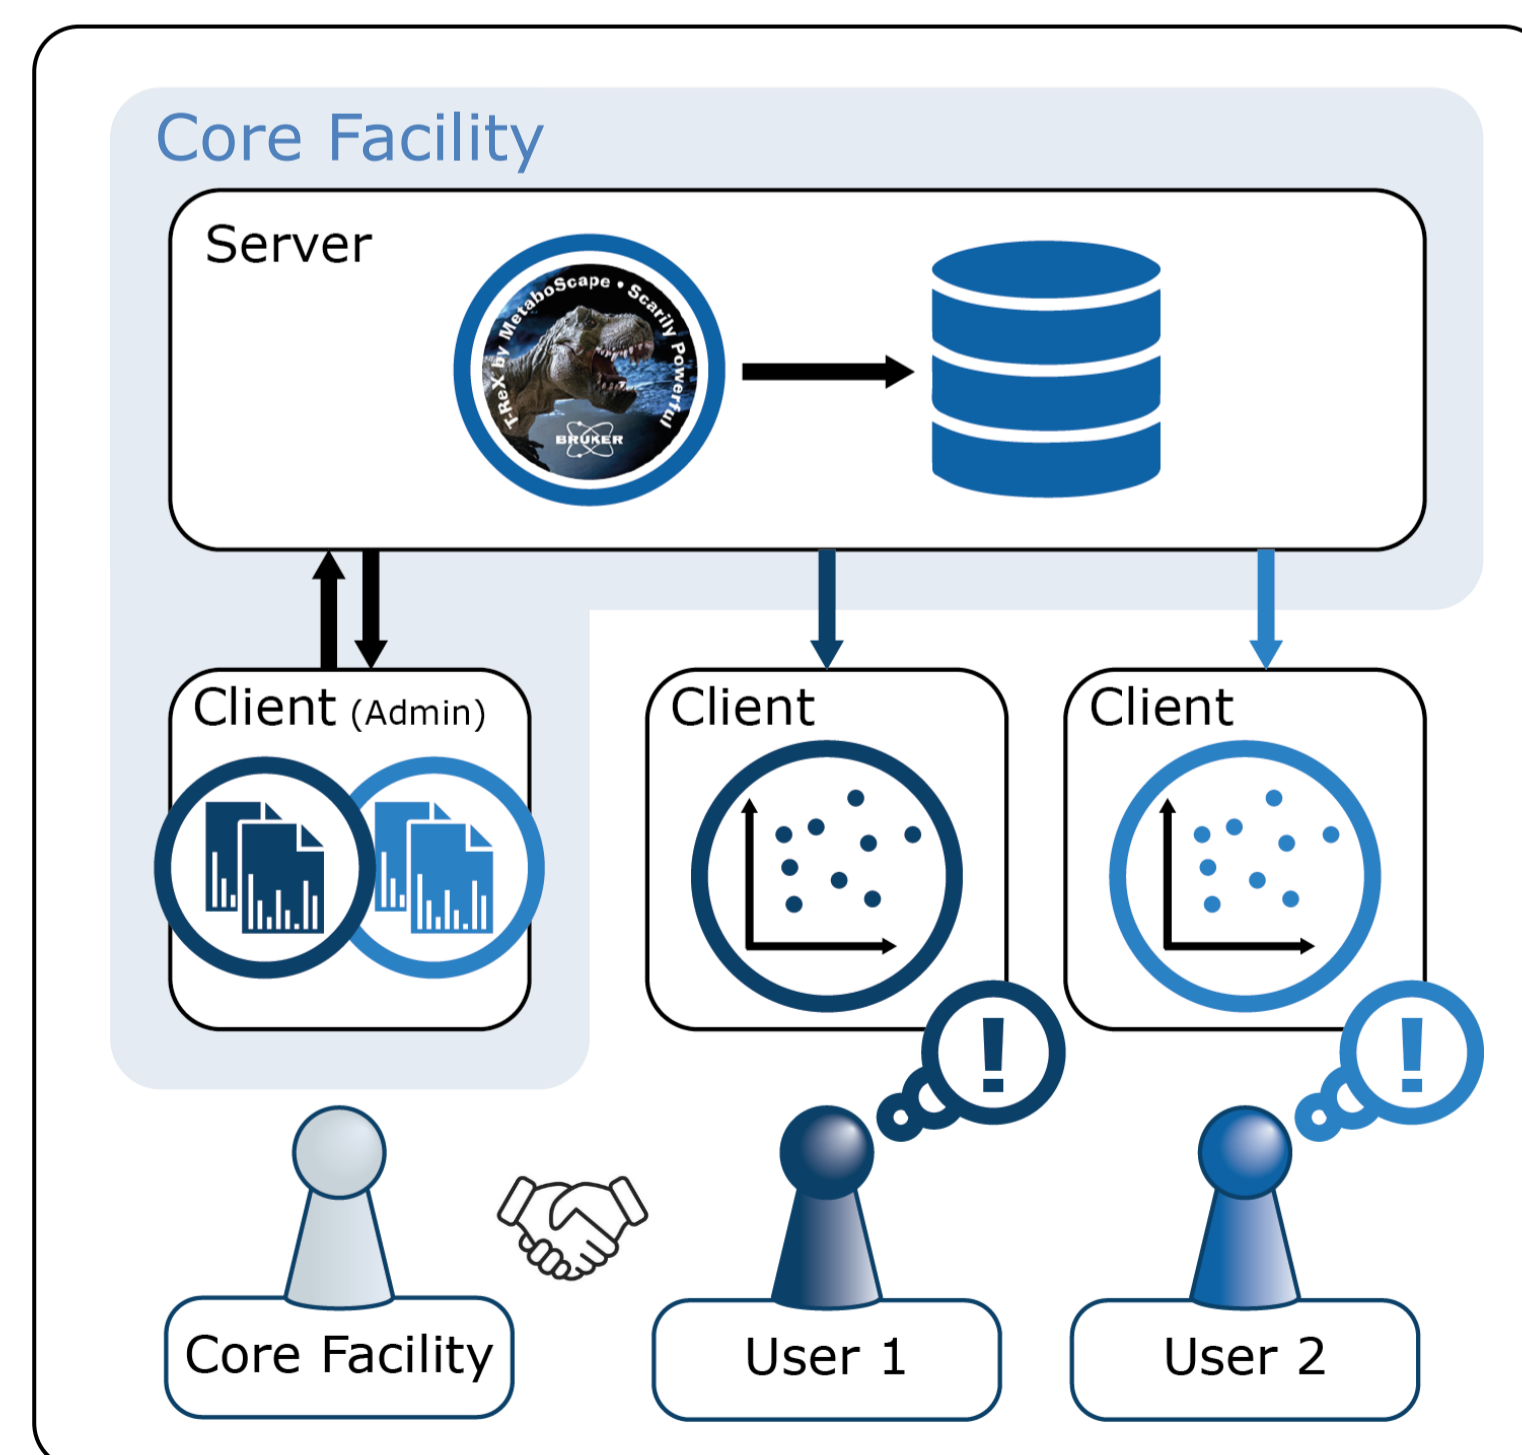 Core Facility
Server
T-ReX by MetaboScape • Scarily Powerful
BRUKER
Client (Admin)
Client
Client
!
!
Core Facility
User 1
User 2